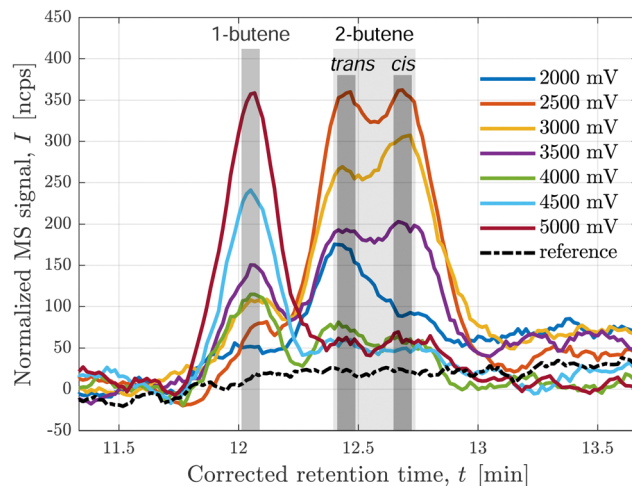 1-butene 2-butene
trans cis
2000 mV
2500 mV
3000 mV
3500 mV
4000 mV
4500 mV
5000 mV
reference
Normalized MS signal, I [ncps]
450
400
350
300
250
200
150
100
50
0
-50
11.5 12 12.5 13 13.5
Corrected retention time, t [min]